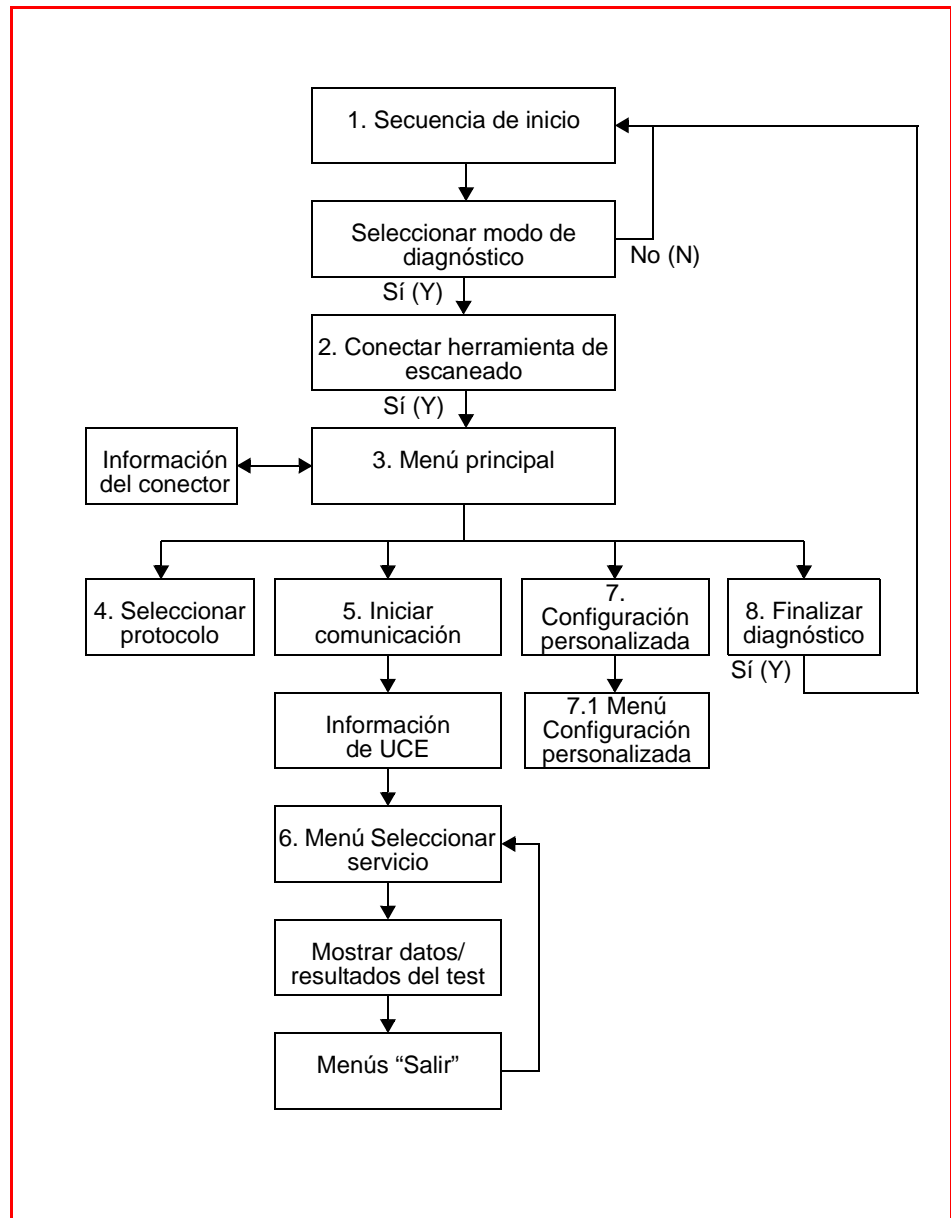 1. Secuencia de inicio
Seleccionar modo de
diagnóstico
No (N)
Sí (Y)
2. Conectar herramienta de
escaneado
Sí (Y)
Información
del conector
3. Menú principal
4. Seleccionar
protocolo
5. Iniciar
comunicación
7.
Configuración
personalizada
8. Finalizar
diagnóstico
Sí (Y)
Información
de UCE
7.1 Menú
Configuración
personalizada
6. Menú Seleccionar
servicio
Mostrar datos/
resultados del test
Menús “Salir”